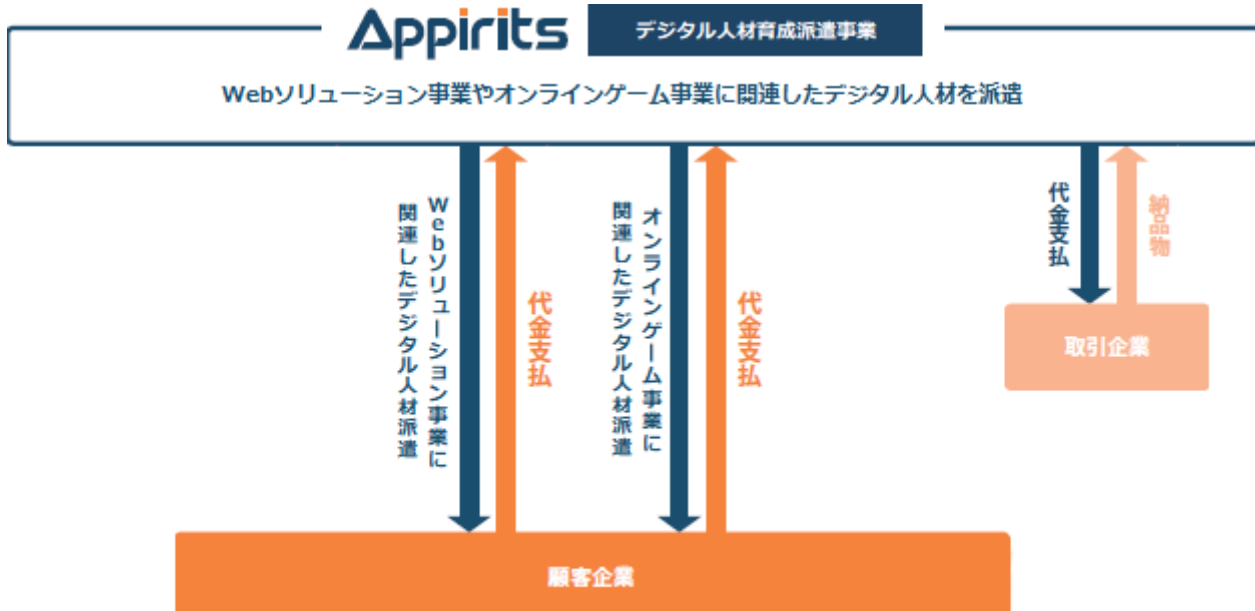 Appirits
デジタル人材育成派遣事業
Webソリューション事業やオンラインゲーム事業に関連したデジタル人材を派遣
Webソリューション事業に
関連したデジタル人材派遣
代金支払
オンラインゲーム事業に
関連したデジタル人材派遣
代金支払
代金支払
納品物
取引企業
顧客企業